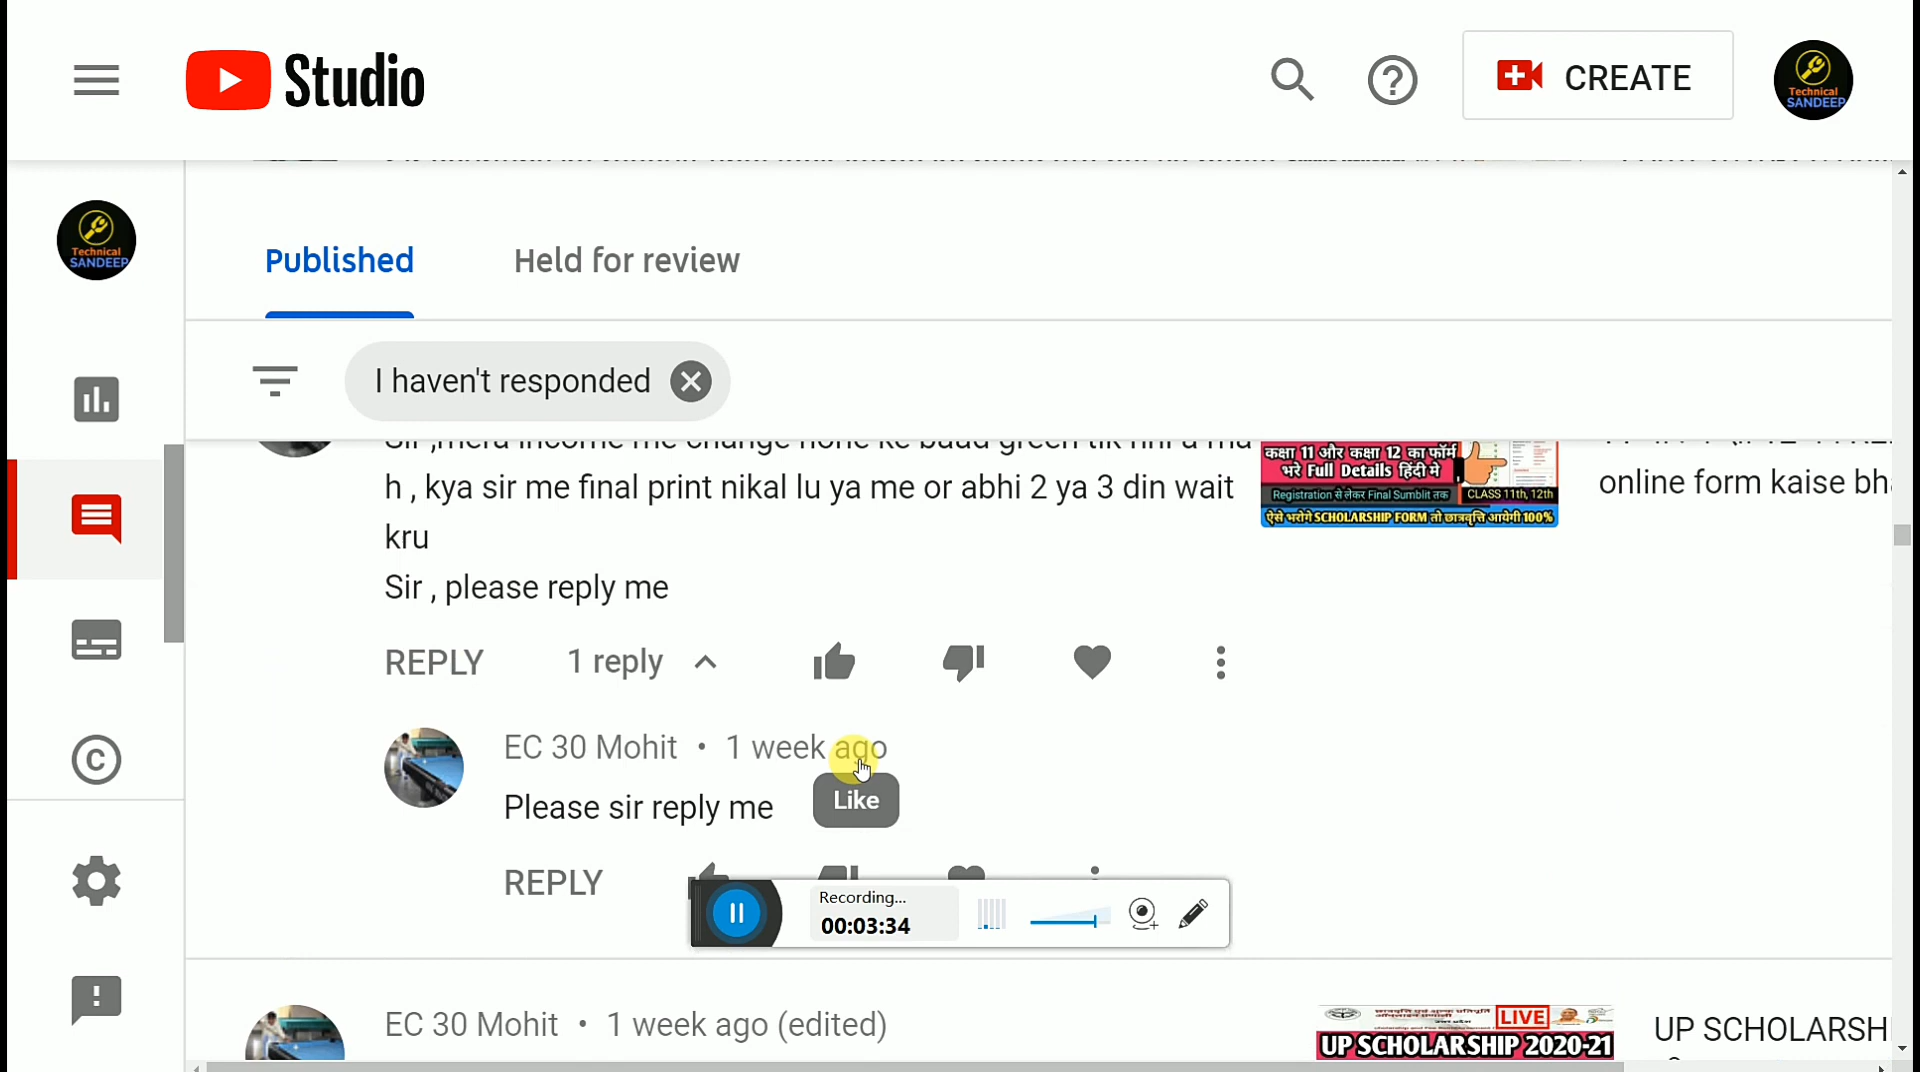 Studio
CREATE
Technical
SANDEEP
Technical
SANDEEP
Published
Held for review
I haven't responded
Sir ,mera income me change hone ke baad green tik nhi a rha
h , kya sir me final print nikal lu ya me or abhi 2 ya 3 din wait
kru
Sir , please reply me
कक्षा 11 और कक्षा 12 का फॉर्म
भरे Full Details हिंदी मे
Registration से लेकर Final Sumblit तक
CLASS 11th, 12th
ऐसे भरोगे SCHOLARSHIP FORM तो छात्रवृत्ति आयेगी 100%
online form kaise bha
REPLY
1 reply
EC 30 Mohit • 1 week ago
Please sir reply me
Like
REPLY
Recording...
00:03:34
EC 30 Mohit • 1 week ago (edited)
LIVE
UP SCHOLARSHIP 2020-21
UP SCHOLARSHI